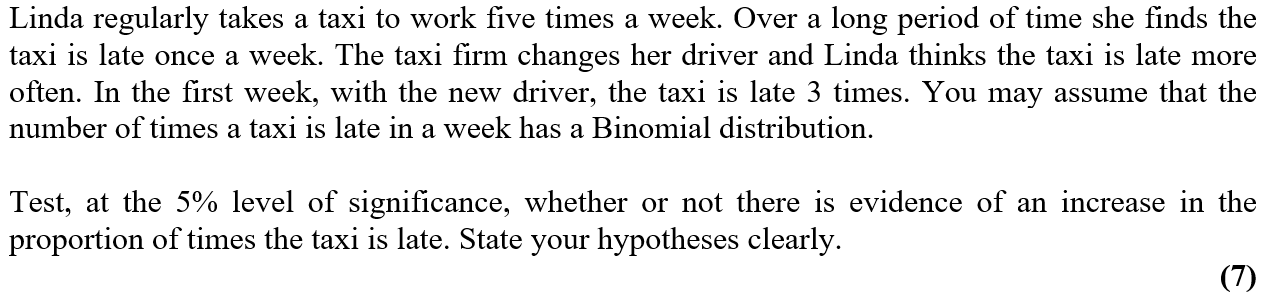 Linda regularly takes a taxi to work five times a week. Over a long period of time she finds the
taxi is late once a week. The taxi firm changes her driver and Linda thinks the taxi is late more
often. In the first week, with the new driver, the taxi is late 3 times. You may assume that the
number of times a taxi is late in a week has a Binomial distribution.
Test, at the 5% level of significance, whether or not there is evidence of an increase in the
proportion of times the taxi is late. State your hypotheses clearly.
(7)